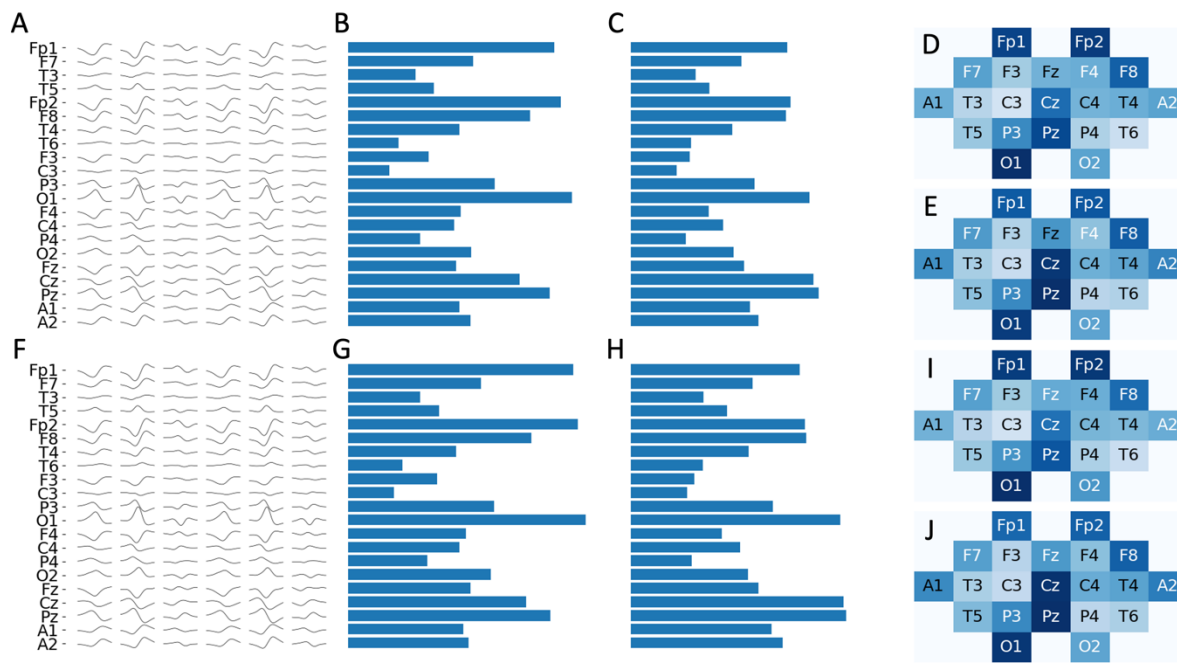 A B C
Fp1
F7
T3
T5
Fp2
F8
T4
T6
F3
C3
P3
O1
F4
C4
P4
O2
Fz
Cz
Pz
A1
A2
D
Fp1 Fp2
F7 F3 Fz F4 F8
A1 T3 C3 Cz C4 T4 A2
T5 P3 Pz P4 T6
O1 O2
E
Fp1 Fp2
F7 F3 Fz F4 F8
A1 T3 C3 Cz C4 T4 A2
T5 P3 Pz P4 T6
O1 O2
F G H
Fp1
F7
T3
T5
Fp2
F8
T4
T6
F3
C3
P3
O1
F4
C4
P4
O2
Fz
Cz
Pz
A1
A2
I
Fp1 Fp2
F7 F3 Fz F4 F8
A1 T3 C3 Cz C4 T4 A2
T5 P3 Pz P4 T6
O1 O2
J
Fp1 Fp2
F7 F3 Fz F4 F8
A1 T3 C3 Cz C4 T4 A2
T5 P3 Pz P4 T6
O1 O2